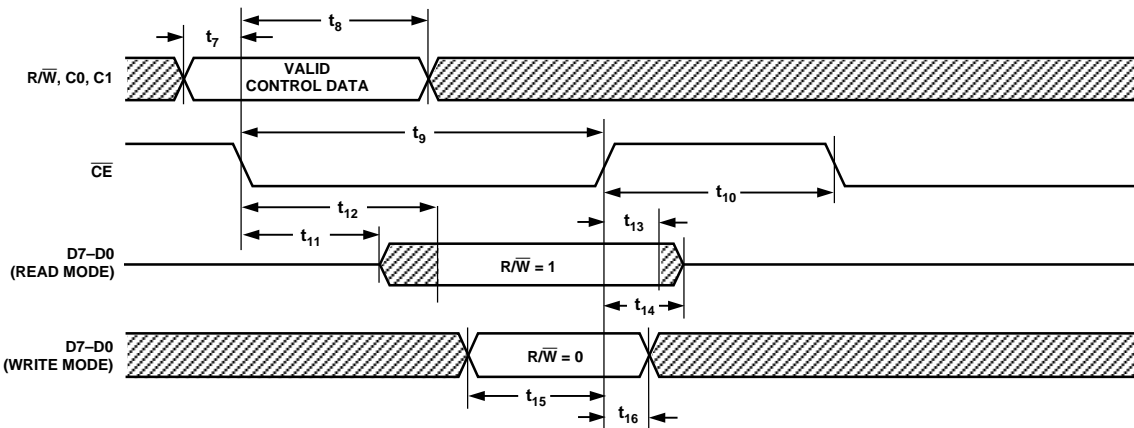 t7
t8
R/W̅, C0, C1
VALID
CONTROL DATA
t9
C̅E̅
t10
t12
t13
t11
D7–D0
(READ MODE)
R/W̅ = 1
t14
D7–D0
(WRITE MODE)
R/W̅ = 0
t15
t16